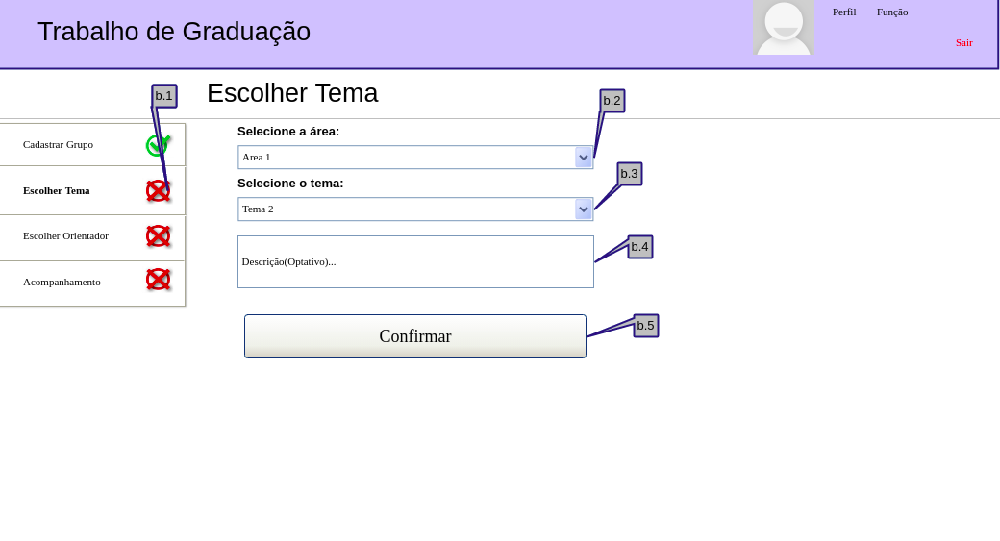 Trabalho de Graduação
Perfil Função
Sair
Escolher Tema
b.1
b.2
Cadastrar Grupo
Escolher Tema
Escolher Orientador
Acompanhamento
Selecione a área:
Area 1
Selecione o tema:
b.3
Tema 2
Descrição(Optativo)...
b.4
Confirmar
b.5